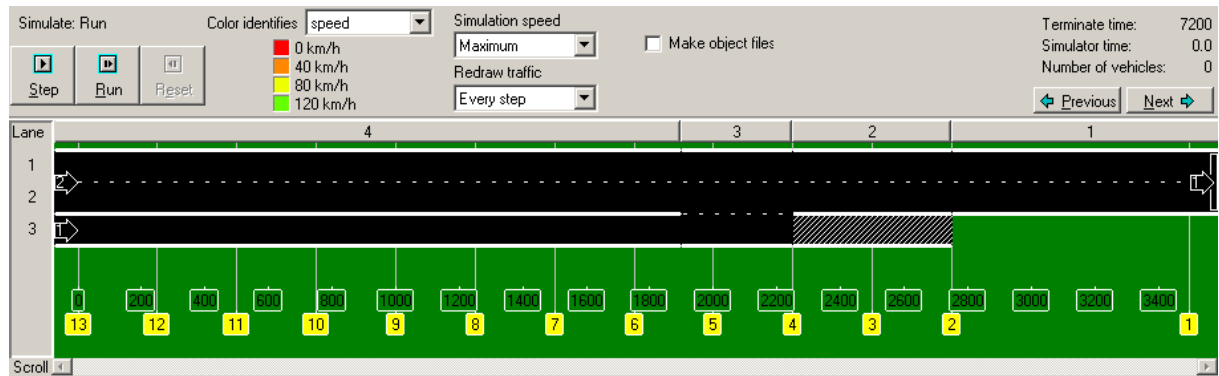 Simulate: Run
Step
Run
Reset
Color identifies speed
0 km/h
40 km/h
80 km/h
120 km/h
Simulation speed
Maximum
Redraw traffic
Every step
Make object files
Terminate time: 7200
Simulator time: 0.0
Number of vehicles: 0
Previous
Next
Lane 4 3 2 1
1
2
2 1
3
1
0 200 400 600 800 1000 1200 1400 1600 1800 2000 2200 2400 2600 2800 3000 3200 3400
13 12 11 10 9 8 7 6 5 4 3 2 1
Scroll